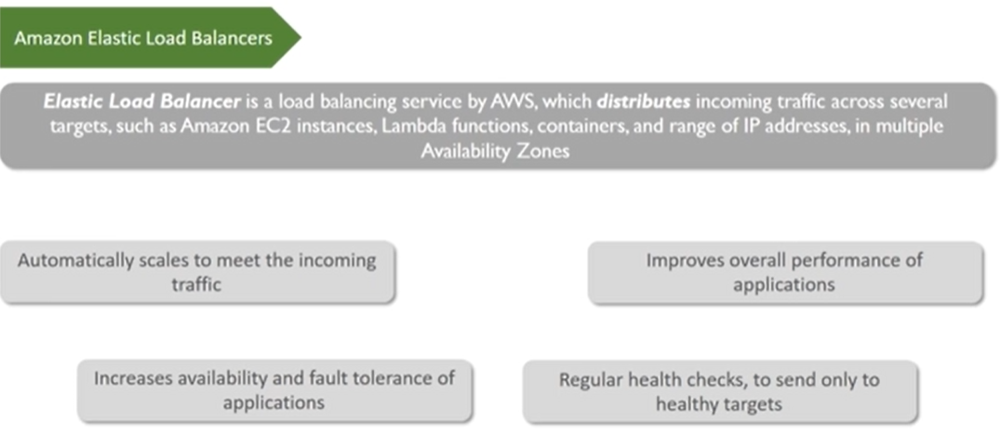 Amazon Elastic Load Balancers
Elastic Load Balancer is a load balancing service by AWS, which distributes incoming traffic across several
targets, such as Amazon EC2 instances, Lambda functions, containers, and range of IP addresses, in multiple
Availability Zones
Automatically scales to meet the incoming
traffic
Improves overall performance of
applications
Increases availability and fault tolerance of
applications
Regular health checks, to send only to
healthy targets